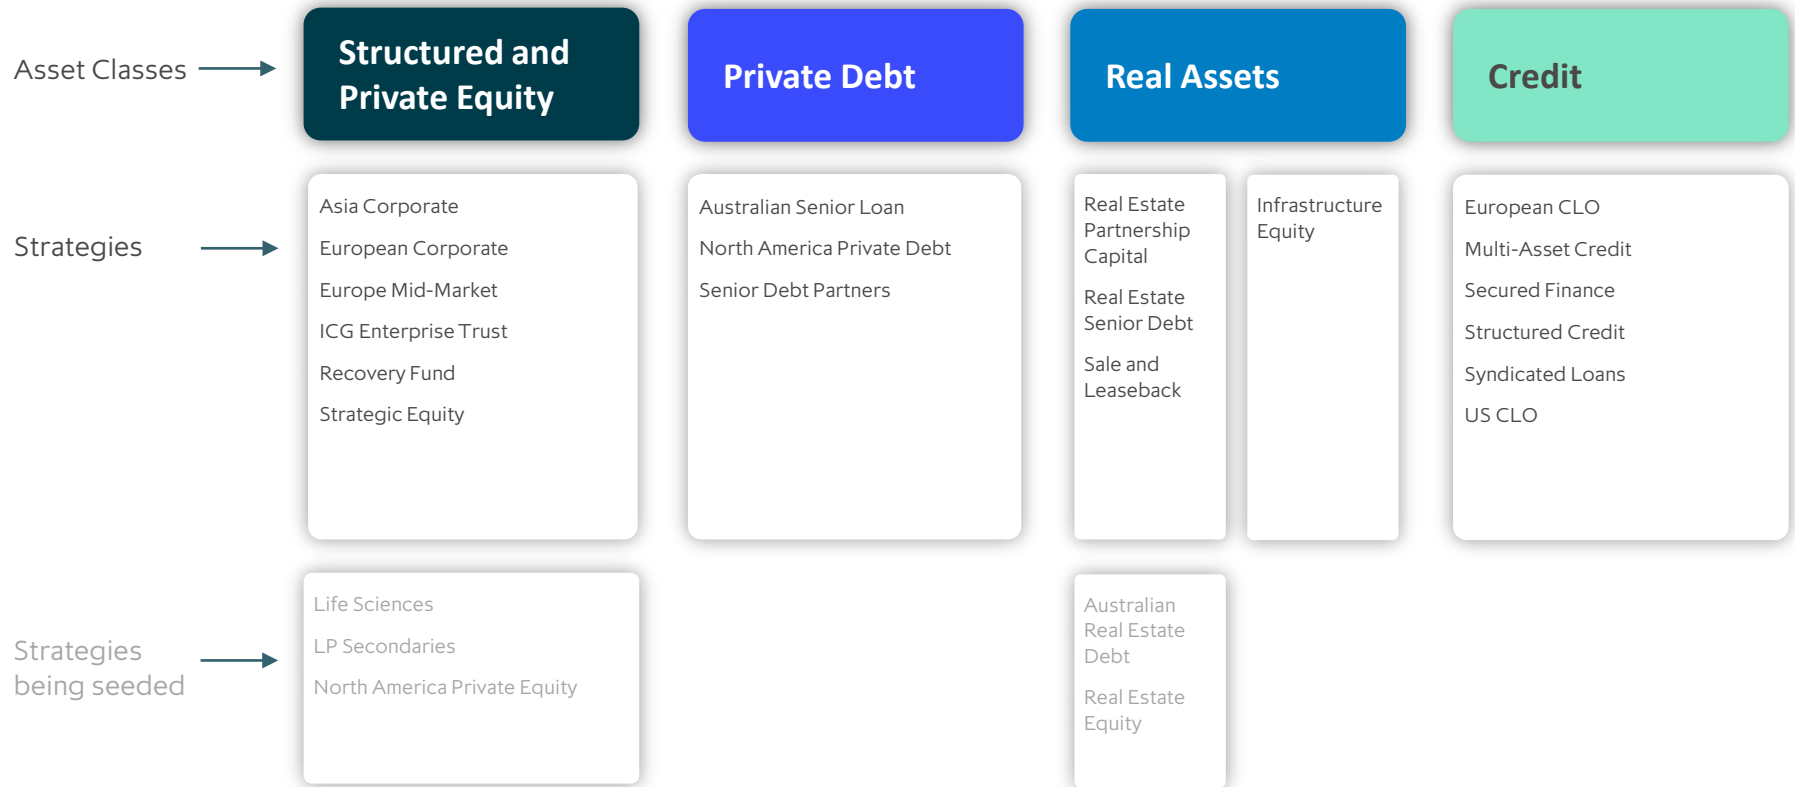 Asset Classes
Structured and
Private Equity
Private Debt
Real Assets
Credit
Strategies
Asia Corporate
European Corporate
Europe Mid-Market
ICG Enterprise Trust
Recovery Fund
Strategic Equity
Australian Senior Loan
North America Private Debt
Senior Debt Partners
Real Estate
Partnership
Capital
Real Estate
Senior Debt
Sale and
Leaseback
Infrastructure
Equity
European CLO
Multi-Asset Credit
Secured Finance
Structured Credit
Syndicated Loans
US CLO
Strategies
being seeded
Life Sciences
LP Secondaries
North America Private Equity
Australian
Real Estate
Debt
Real Estate
Equity